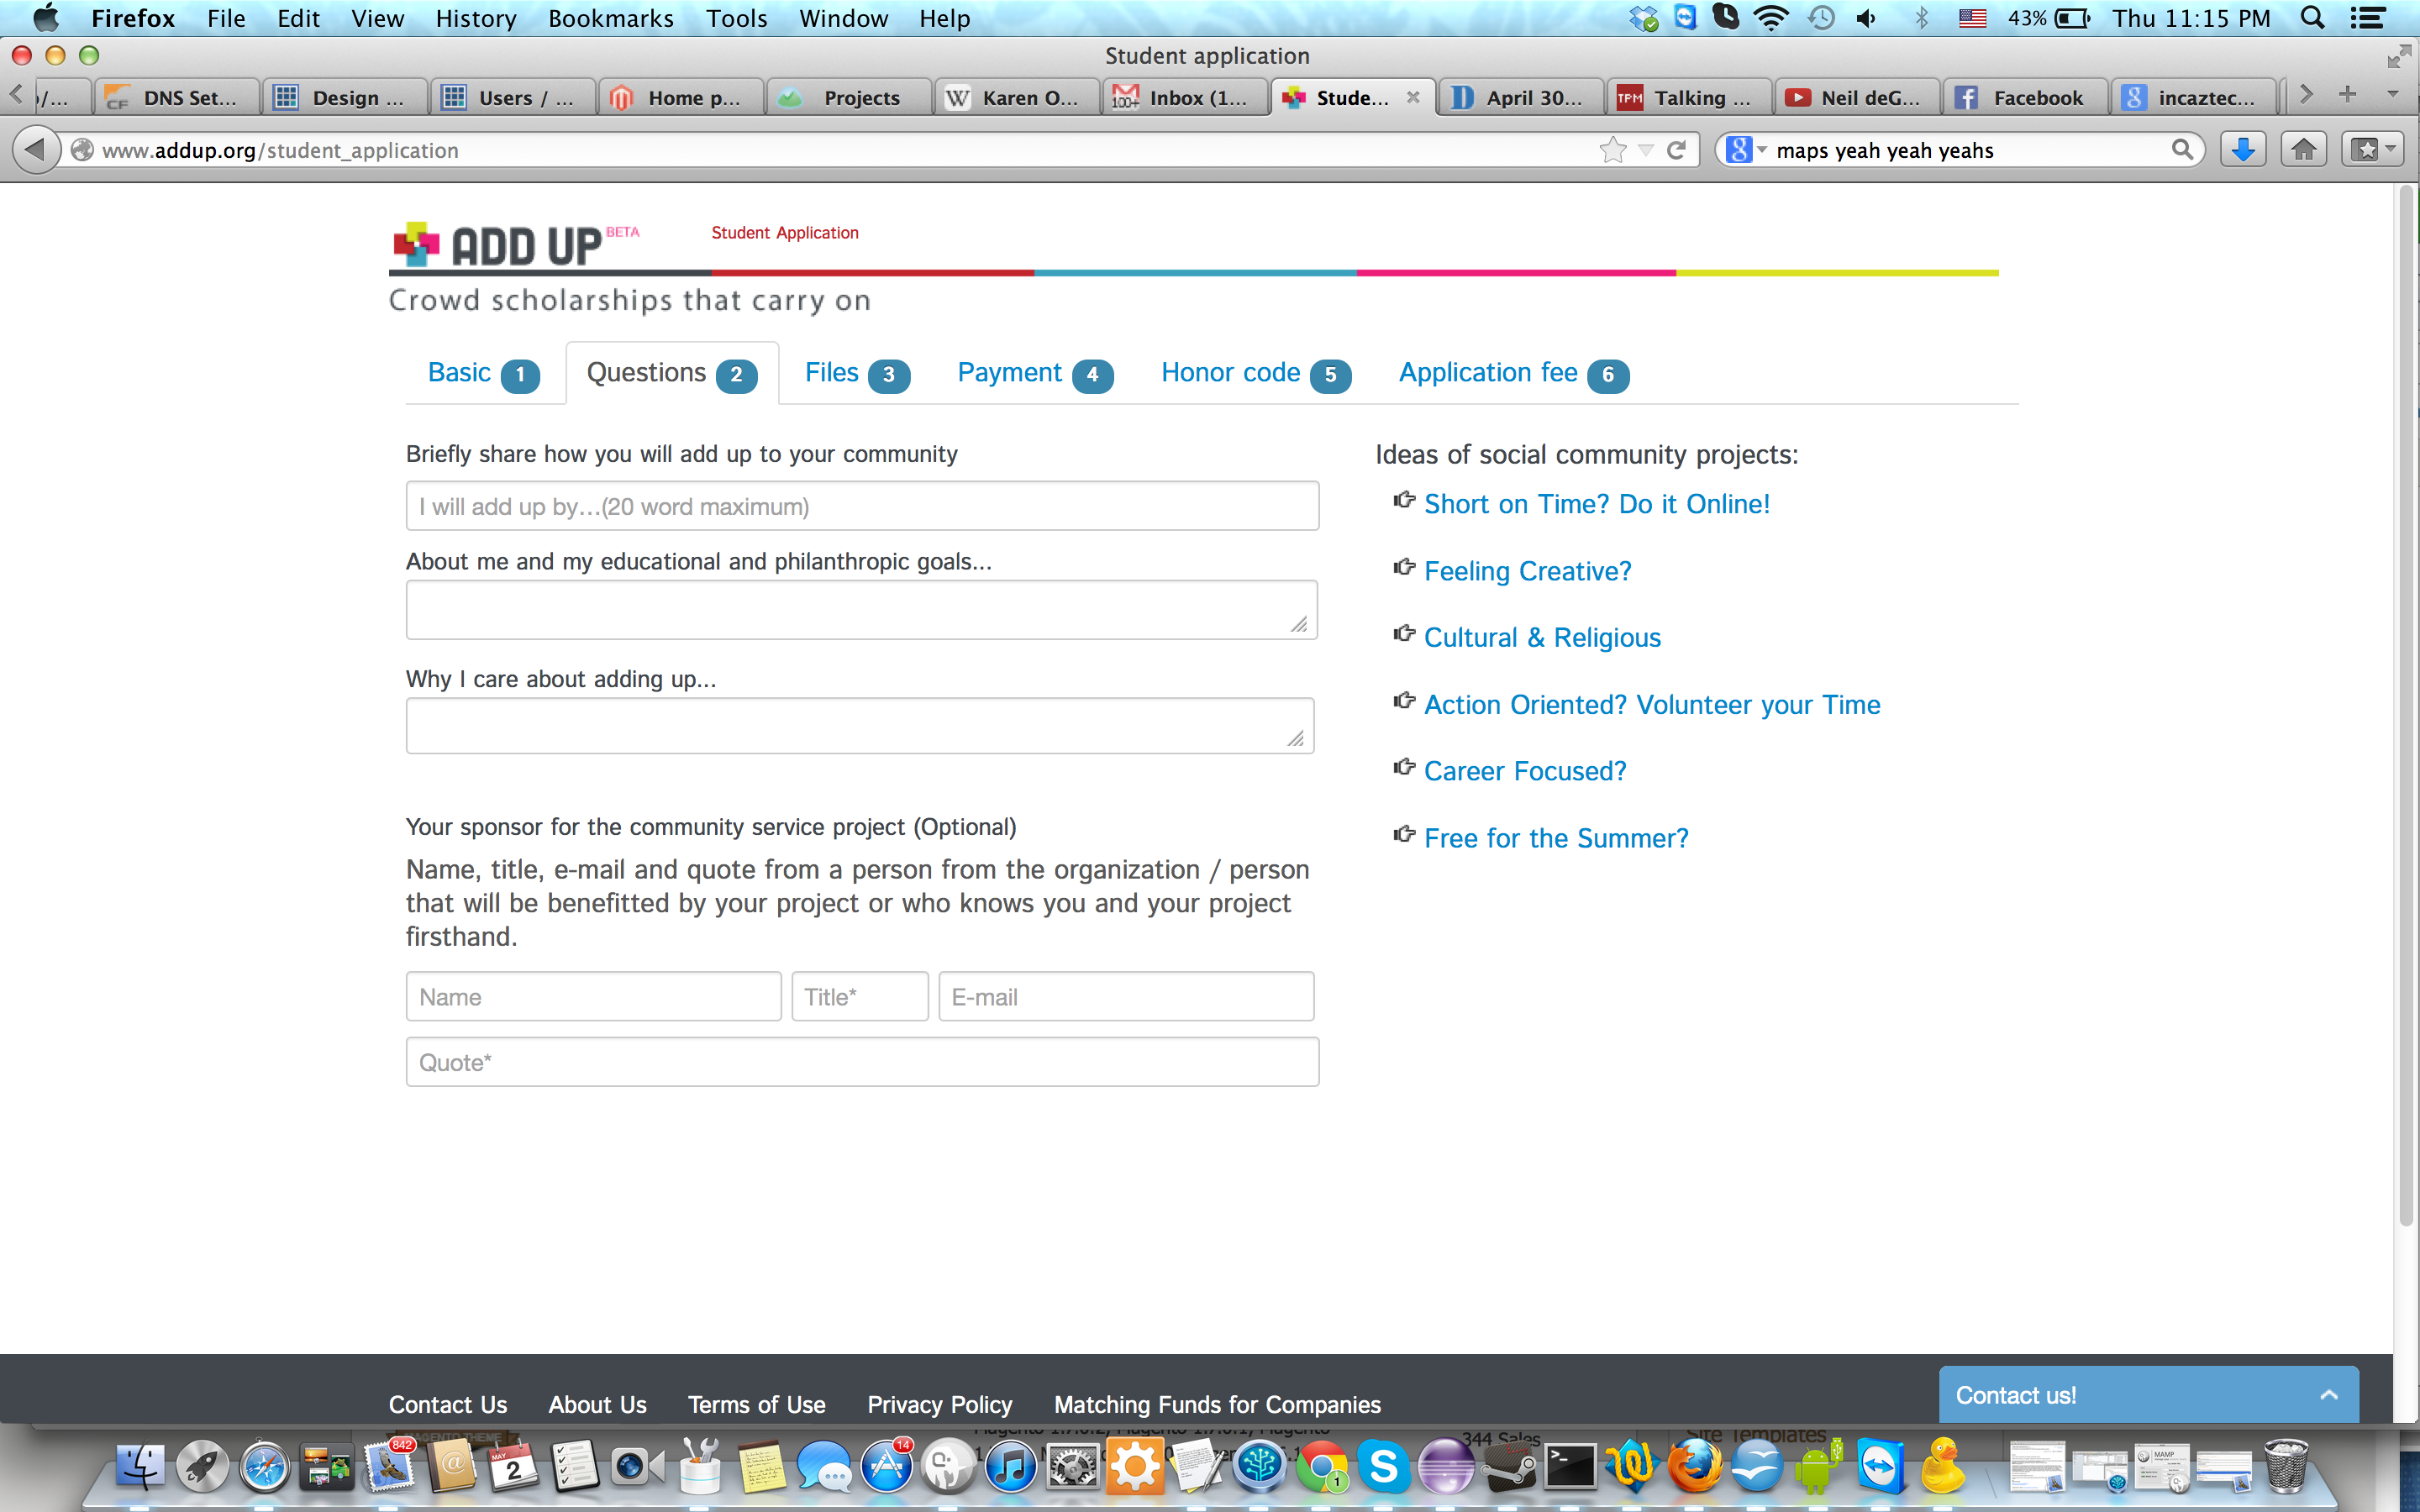 Firefox File Edit View History Bookmarks Tools Window Help 43% Thu 11:15 PM
Student application
/... DNS Set... Design ... Users / ... Home p... Projects Karen O... Inbox (1... Stude... April 30... Talking ... Neil deG... Facebook incaztec...
www.addup.org/student_application maps yeah yeah yeahs
ADD UP BETA Student Application
Crowd scholarships that carry on
Basic 1 Questions 2 Files 3 Payment 4 Honor code 5 Application fee 6
Briefly share how you will add up to your community
I will add up by...(20 word maximum)
About me and my educational and philanthropic goals...
Why I care about adding up...
Your sponsor for the community service project (Optional)
Name, title, e-mail and quote from a person from the organization / person
that will be benefitted by your project or who knows you and your project
firsthand.
Name Title* E-mail
Quote*
Ideas of social community projects:
Short on Time? Do it Online!
Feeling Creative?
Cultural & Religious
Action Oriented? Volunteer your Time
Career Focused?
Free for the Summer?
Contact Us About Us Terms of Use Privacy Policy Matching Funds for Companies
Contact us!
344 Sales Site Templates
842 MAY 2 14 1